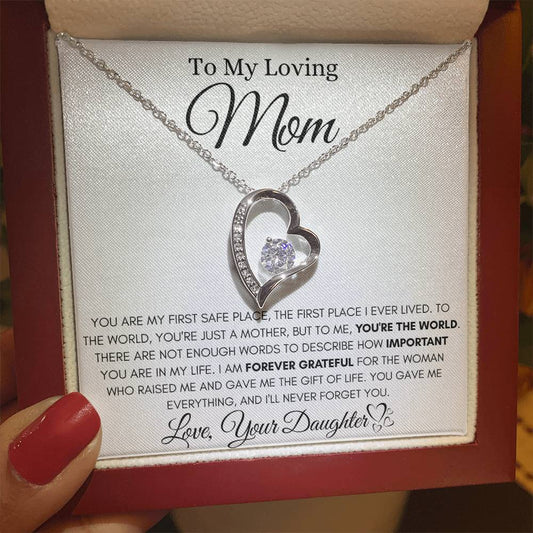 To My Loving
Mom
YOU ARE MY FIRST SAFE PLACE, THE FIRST PLACE I EVER LIVED. TO
THE WORLD, YOU'RE JUST A MOTHER, BUT TO ME, YOU'RE THE WORLD.
THERE ARE NOT ENOUGH WORDS TO DESCRIBE HOW IMPORTANT
YOU ARE IN MY LIFE. I AM FOREVER GRATEFUL FOR THE WOMAN
WHO RAISED ME AND GAVE ME THE GIFT OF LIFE. YOU GAVE ME
EVERYTHING, AND I'LL NEVER FORGET YOU.
Love, Your Daughter